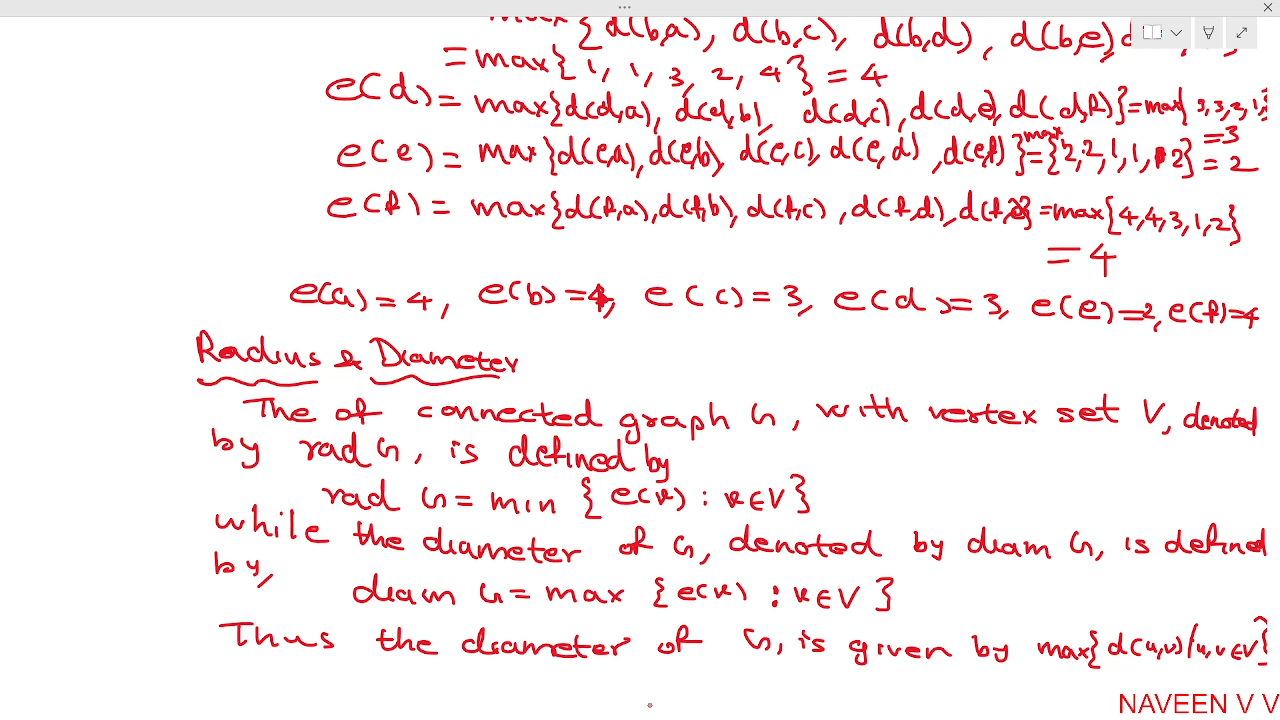 max{d(b,a), d(b,c), d(b,d), d(b,e), d
= max{1, 1, 3, 2, 4} = 4
e(d) = max{d(d,a), d(d,b), d(d,c), d(d,e), d(d,f)} = max{3,3,2,1,
= 3
e(e) = max{d(e,a), d(e,b), d(e,c), d(e,d), d(e,f)} = max{2,2,1,1,2} = 2
e(f) = max{d(f,a), d(f,b), d(f,c), d(f,d), d(f,e)} = max{4,4,3,1,2}
= 4
e(a) = 4, e(b) = 4, e(c) = 3, e(d) = 3, e(e) = 2, e(f) = 4
Radius & Diameter
The of connected graph G, with vertex set V, denoted
by rad G, is defined by
rad G = min {e(v) : v∈V}
while the diameter of G, denoted by diam G, is defined
by,
diam G = max {e(v) : v∈V}
Thus the diameter of G, is given by max{d(u,v)/u,v∈V}
NAVEEN V V